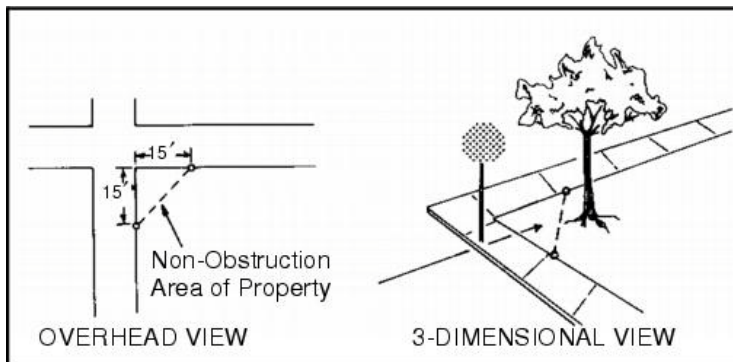 15´
15´
Non-Obstruction
Area of Property
OVERHEAD VIEW
3-DIMENSIONAL VIEW